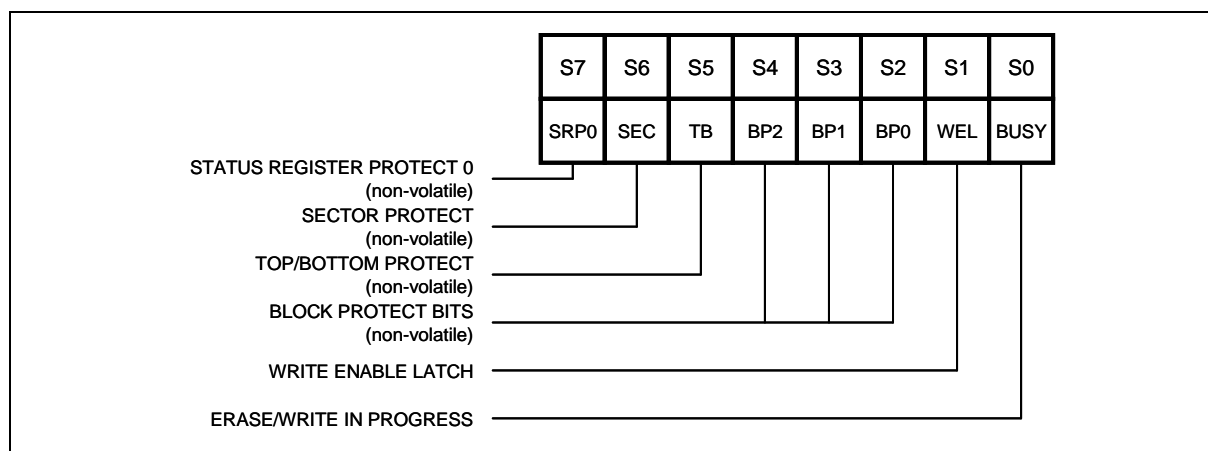 S7 S6 S5 S4 S3 S2 S1 S0
SRP0 SEC TB BP2 BP1 BP0 WEL BUSY
STATUS REGISTER PROTECT 0
(non-volatile)
SECTOR PROTECT
(non-volatile)
TOP/BOTTOM PROTECT
(non-volatile)
BLOCK PROTECT BITS
(non-volatile)
WRITE ENABLE LATCH
ERASE/WRITE IN PROGRESS